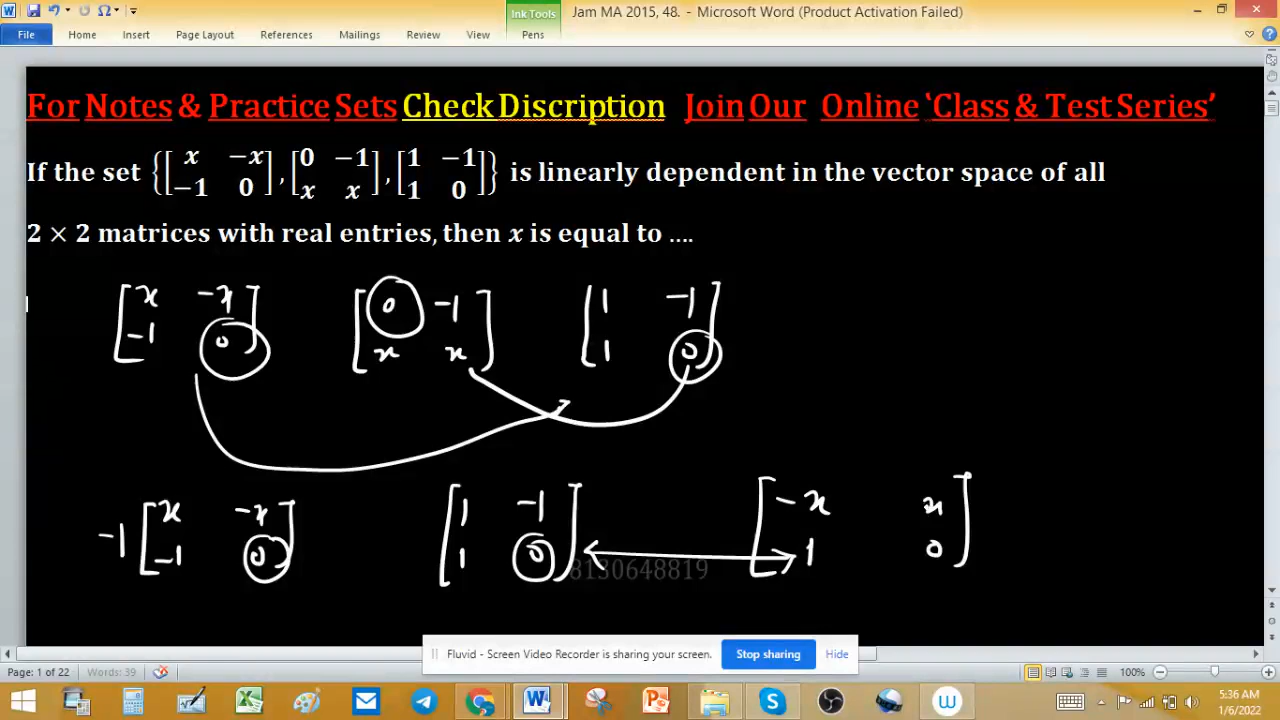 Ink Tools
Jam MA 2015, 48. - Microsoft Word (Product Activation Failed)
File Home Insert Page Layout References Mailings Review View Pens
For Notes & Practice Sets Check Discription Join Our Online ‘Class & Test Series’
If the set {[x −x; −1 0], [0 −1; x x], [1 −1; 1 0]} is linearly dependent in the vector space of all
2 × 2 matrices with real entries, then x is equal to ....
[x −x; −1 0] [0 −1; x x] [1 −1; 1 0]
−1[x −x; −1 0] [1 −1; 1 0] [−x x; 1 0]
8130648819
Fluvid - Screen Video Recorder is sharing your screen. Stop sharing Hide
Page: 1 of 22 Words: 39 100%
5:36 AM
1/6/2022